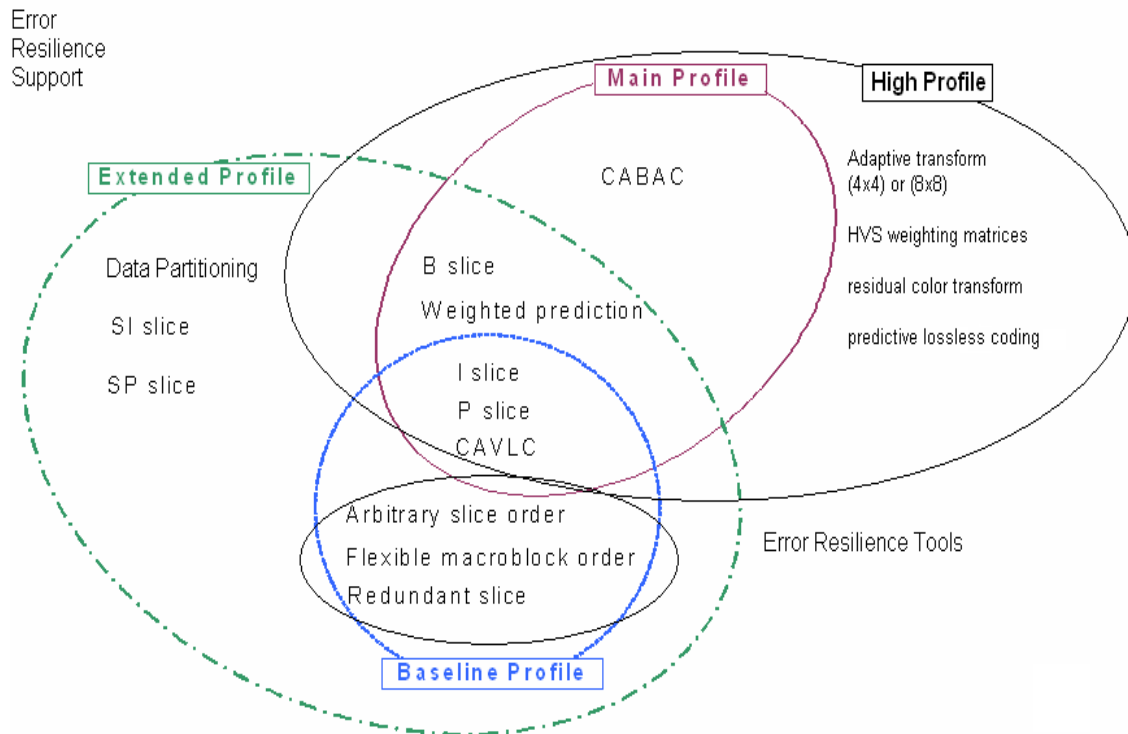 Error
Resilience
Support
Main Profile
High Profile
Extended Profile
CABAC
Adaptive transform
(4x4) or (8x8)
HVS weighting matrices
residual color transform
predictive lossless coding
Data Partitioning
SI slice
SP slice
B slice
Weighted prediction
I slice
P slice
CAVLC
Arbitrary slice order
Flexible macroblock order
Redundant slice
Error Resilience Tools
Baseline Profile